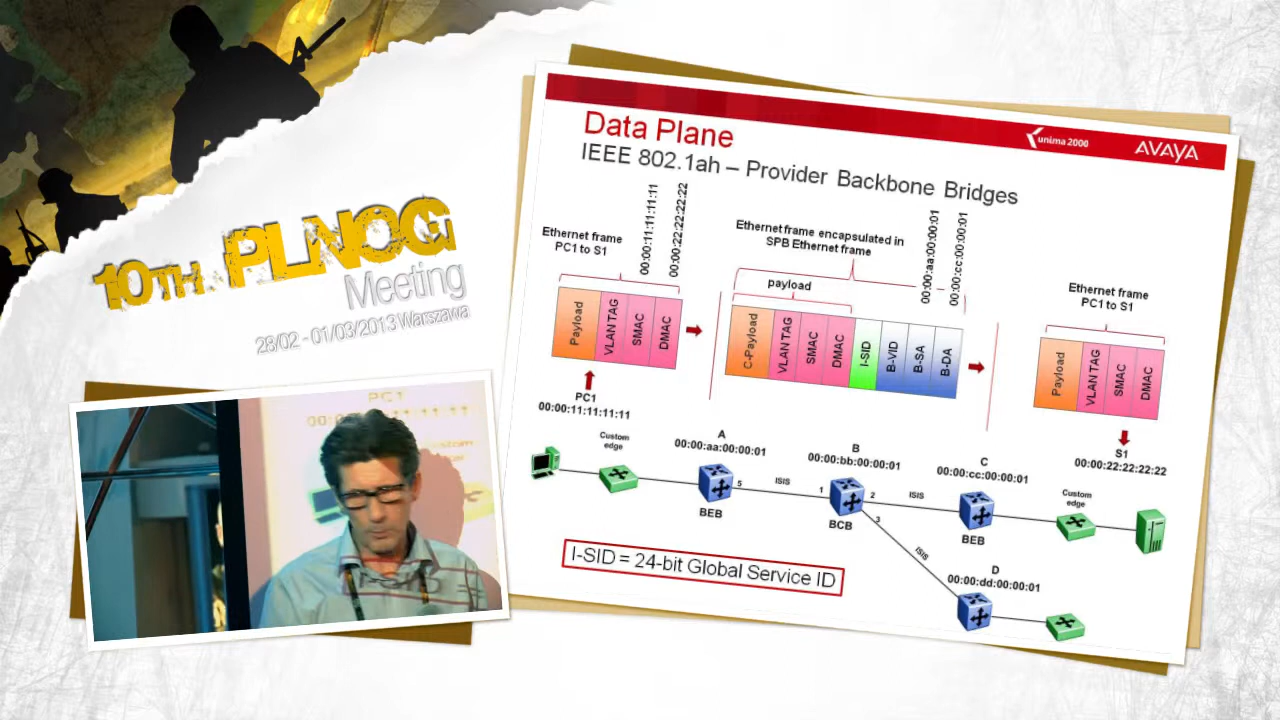 10TH PLNOG
Meeting
28/02 - 01/03/2013 Warszawa
PC1
Data Plane
IEEE 802.1ah – Provider Backbone Bridges
unima 2000
AVAYA
Ethernet frame
PC1 to S1
00:00:11:11:11:11
00:00:22:22:22:22
Ethernet frame encapsulated in
SPB Ethernet frame
00:00:aa:00:00:01
00:00:cc:00:00:01
payload
Ethernet frame
PC1 to S1
Payload
VLAN TAG
SMAC
DMAC
C-Payload
VLAN TAG
SMAC
DMAC
I-SID
B-VID
B-SA
B-DA
Payload
VLAN TAG
SMAC
DMAC
PC1
00:00:11:11:11:11
S1
00:00:22:22:22:22
Custom
edge
A
00:00:aa:00:00:01
B
00:00:bb:00:00:01
C
00:00:cc:00:00:01
Custom
edge
5
ISIS
1
2
ISIS
3
BEB
BCB
BEB
ISIS
D
00:00:dd:00:00:01
I-SID = 24-bit Global Service ID